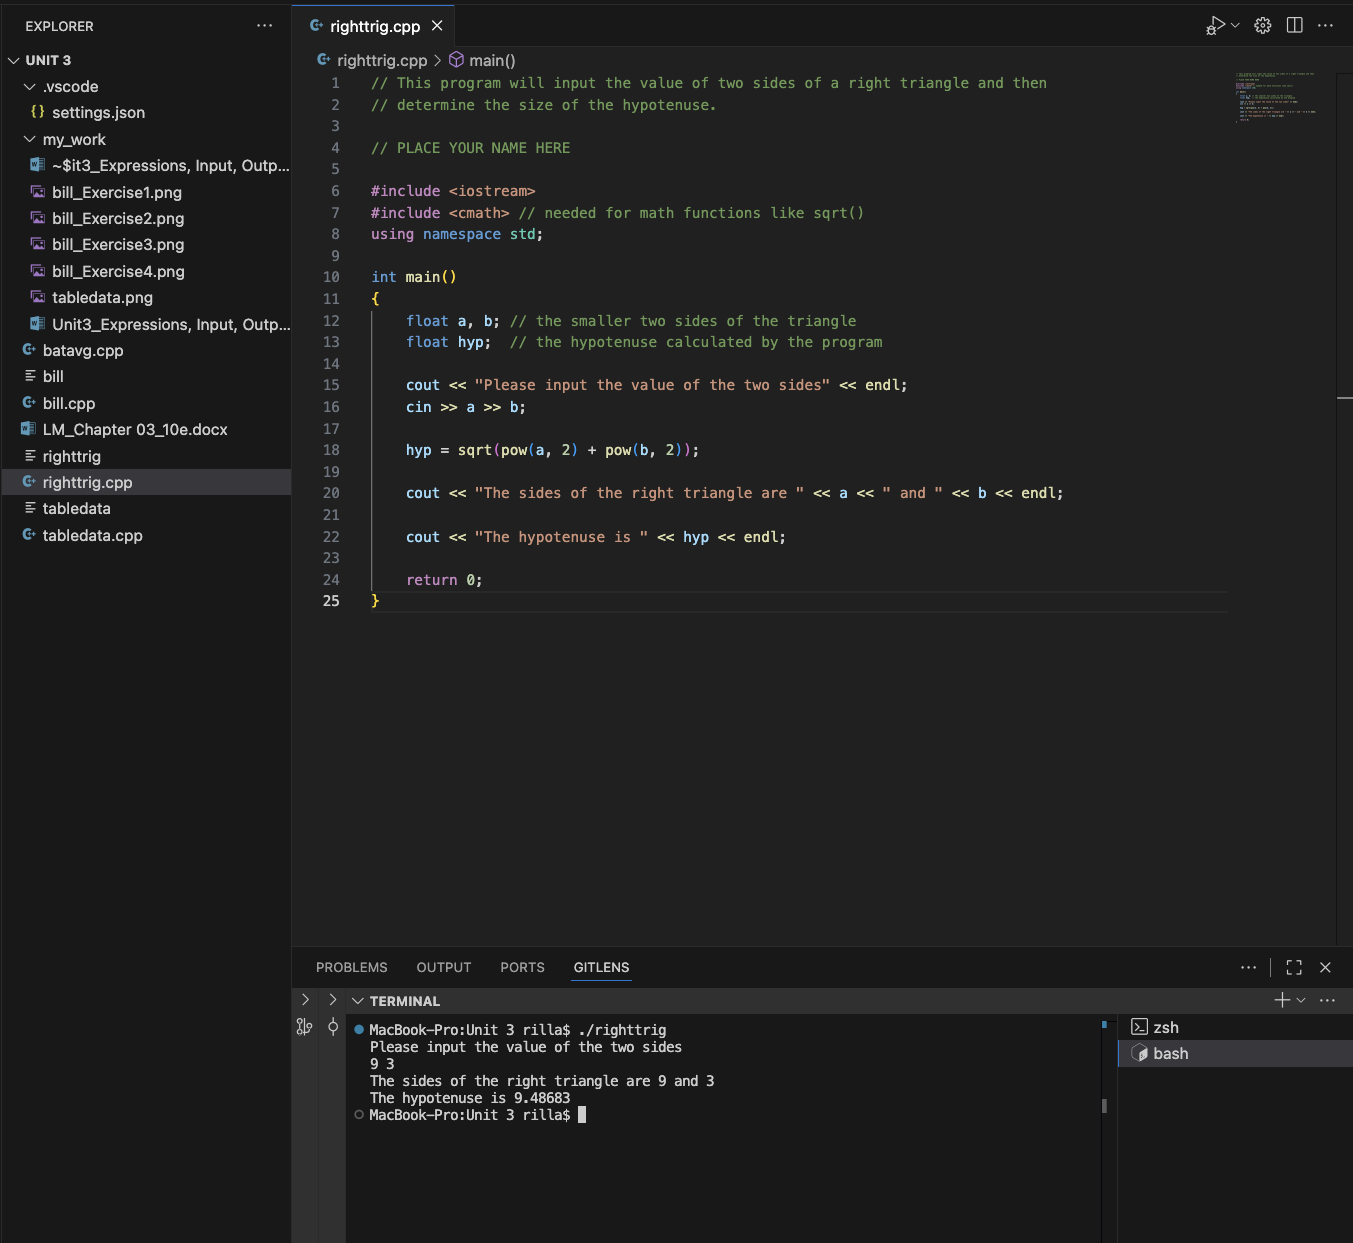 EXPLORER
UNIT 3
.vscode
settings.json
my_work
~$it3_Expressions, Input, Outp...
bill_Exercise1.png
bill_Exercise2.png
bill_Exercise3.png
bill_Exercise4.png
tabledata.png
Unit3_Expressions, Input, Outp...
batavg.cpp
bill
bill.cpp
LM_Chapter 03_10e.docx
righttrig
righttrig.cpp
tabledata
tabledata.cpp
righttrig.cpp
righttrig.cpp > main()
1 // This program will input the value of two sides of a right triangle and then
2 // determine the size of the hypotenuse.
3
4 // PLACE YOUR NAME HERE
5
6 #include <iostream>
7 #include <cmath> // needed for math functions like sqrt()
8 using namespace std;
9
10 int main()
11 {
12 float a, b; // the smaller two sides of the triangle
13 float hyp;  // the hypotenuse calculated by the program
14
15 cout << "Please input the value of the two sides" << endl;
16 cin >> a >> b;
17
18 hyp = sqrt(pow(a, 2) + pow(b, 2));
19
20 cout << "The sides of the right triangle are " << a << " and " << b << endl;
21
22 cout << "The hypotenuse is " << hyp << endl;
23
24 return 0;
25 }
PROBLEMS OUTPUT PORTS GITLENS
TERMINAL
MacBook-Pro:Unit 3 rilla$ ./righttrig
Please input the value of the two sides
9 3
The sides of the right triangle are 9 and 3
The hypotenuse is 9.48683
MacBook-Pro:Unit 3 rilla$
zsh
bash